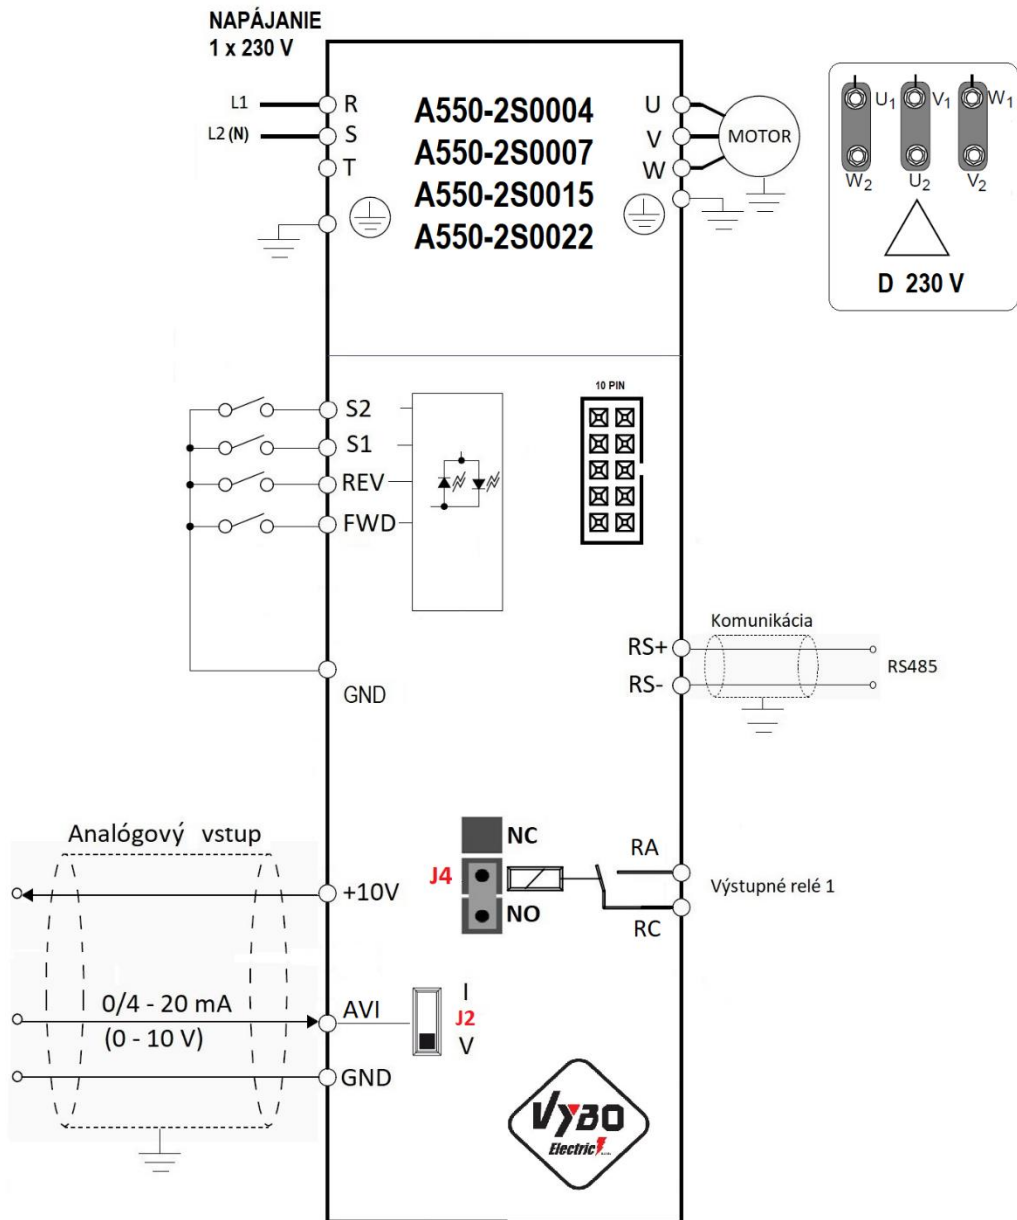 NAPÁJANIE
1 x 230 V
L1
R
L2 (N)
S
T
A550-2S0004
A550-2S0007
A550-2S0015
A550-2S0022
U
V
W
MOTOR
U1
V1
W1
W2
U2
V2
D 230 V
S2
S1
REV
FWD
GND
10 PIN
Komunikácia
RS+
RS-
RS485
Analógový vstup
+10V
0/4 - 20 mA
(0 - 10 V)
AVI
GND
NC
J4
NO
RA
RC
Výstupné relé 1
I
J2
V
VYBO
Electric